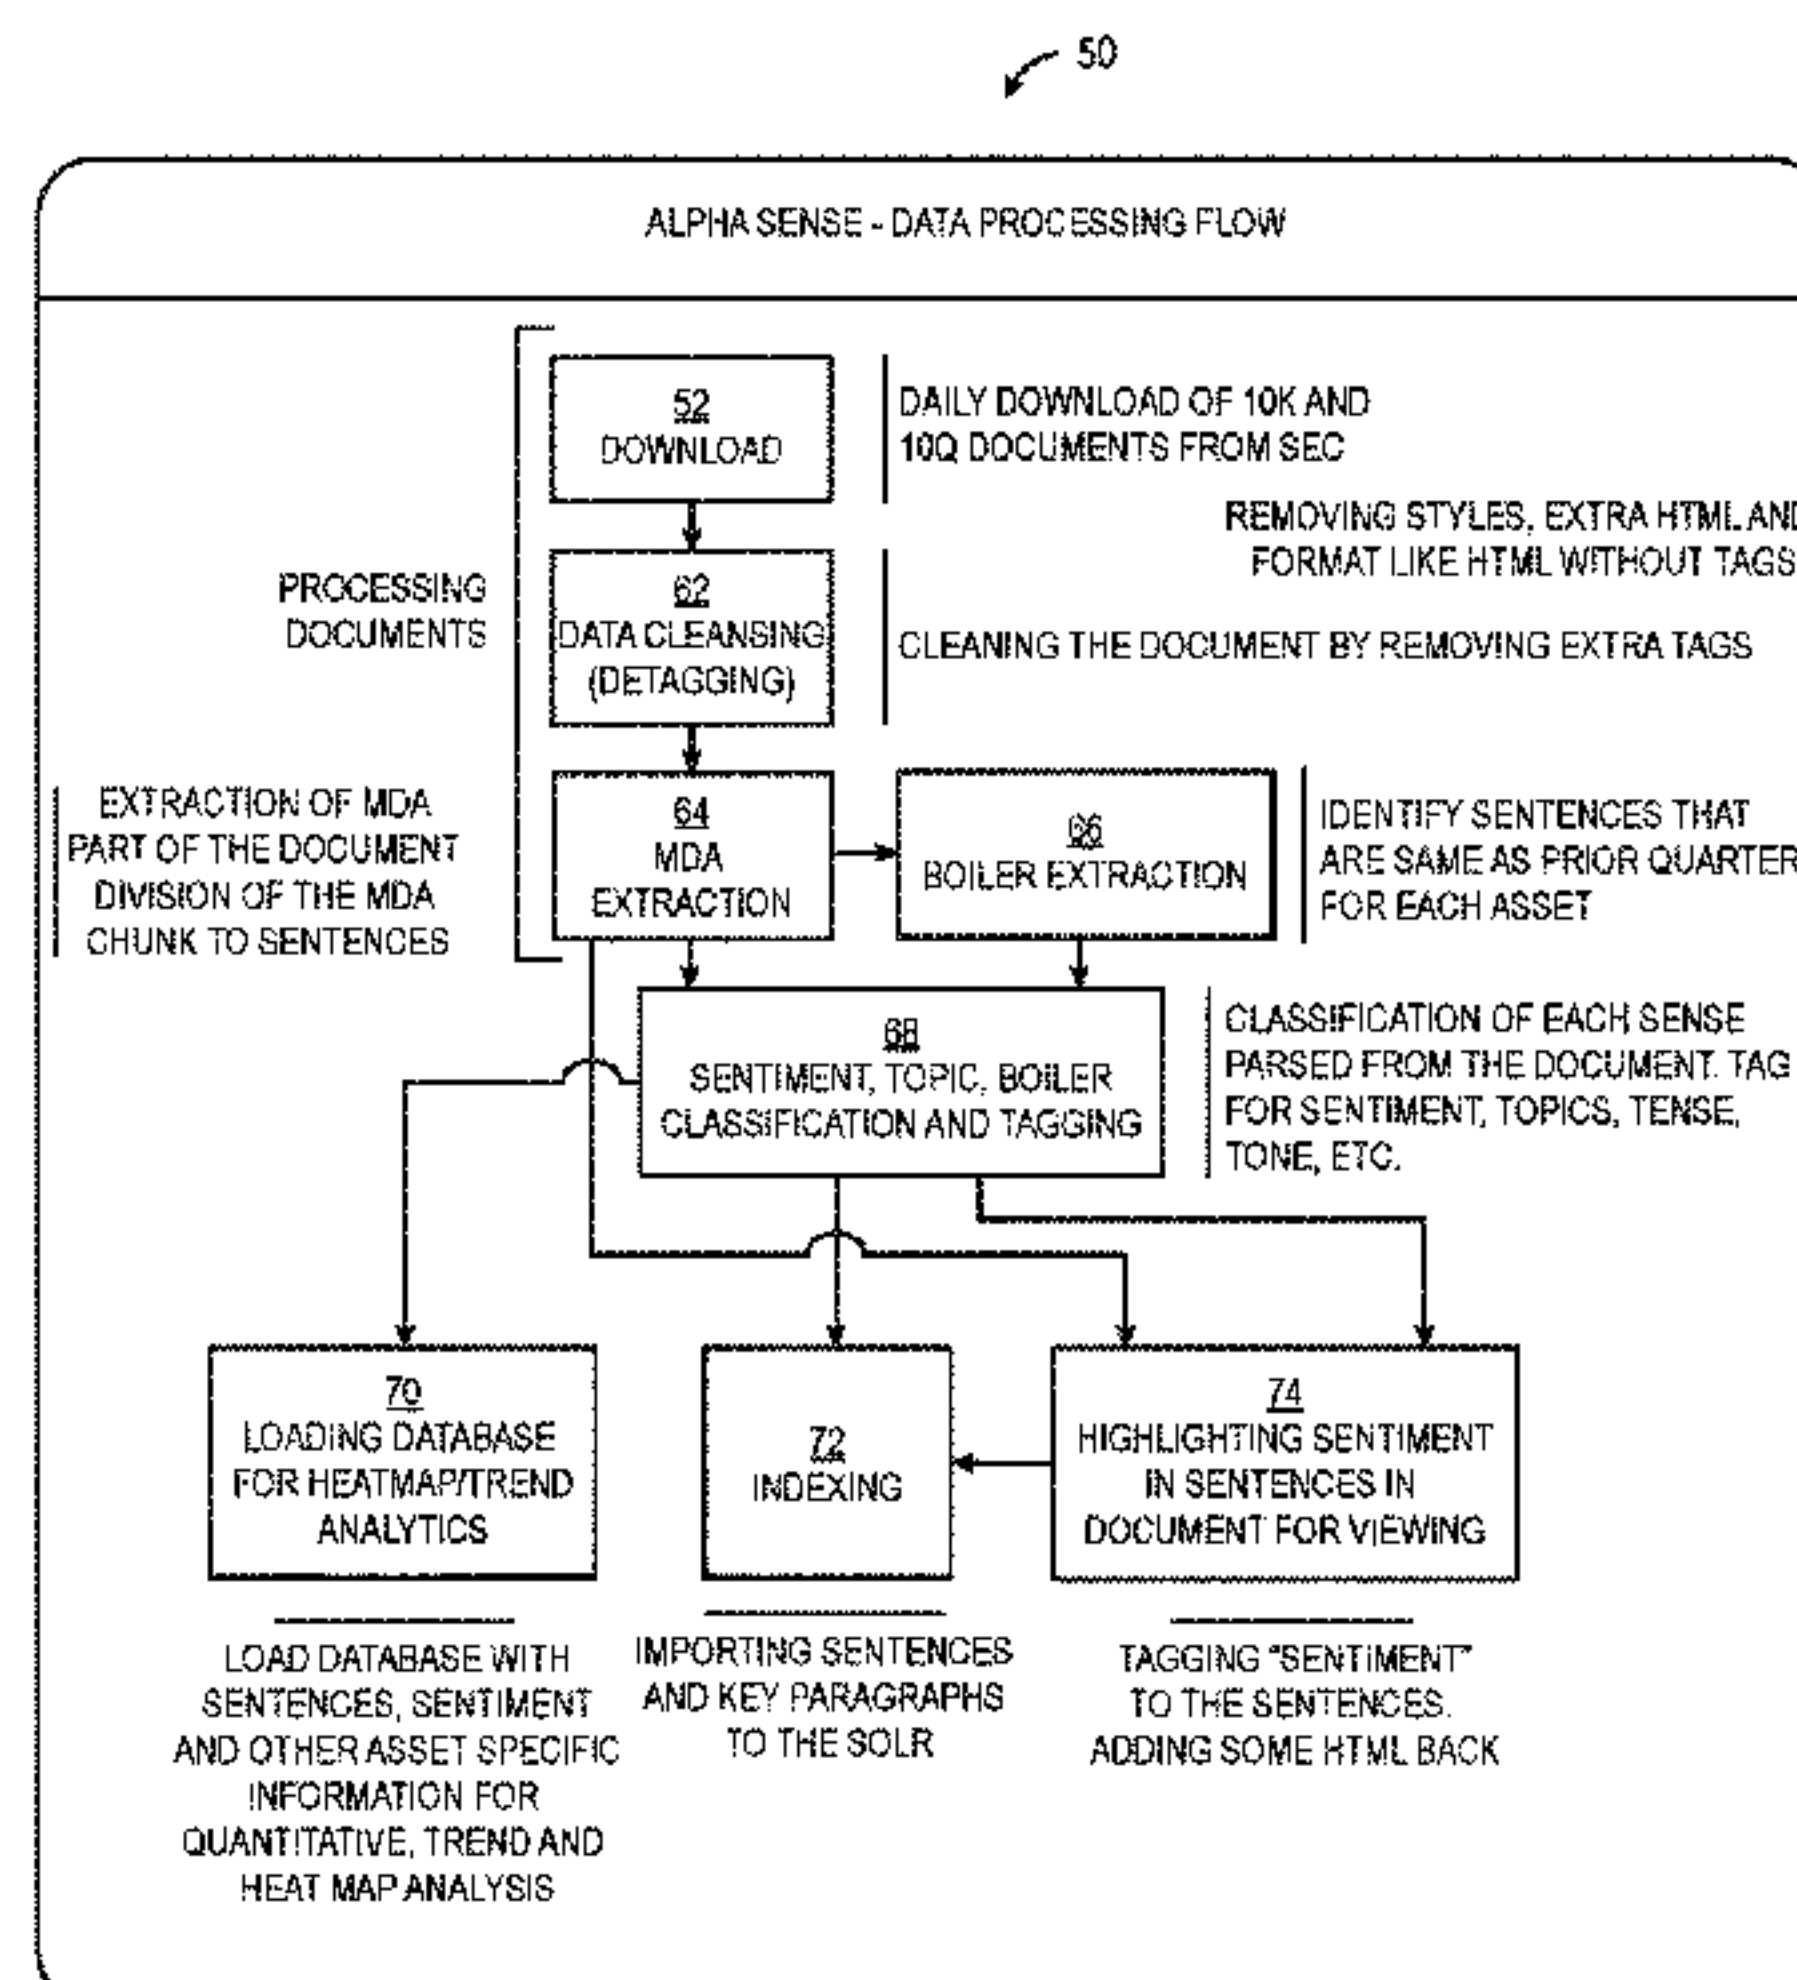 50
ALPHA SENSE - DATA PROCESSING FLOW
52
DOWNLOAD
DAILY DOWNLOAD OF 10K AND
10Q DOCUMENTS FROM SEC
REMOVING STYLES, EXTRA HTML AND
FORMAT LIKE HTML WITHOUT TAGS
PROCESSING
DOCUMENTS
62
DATA CLEANSING
(DETAGGING)
CLEANING THE DOCUMENT BY REMOVING EXTRA TAGS
EXTRACTION OF MDA
PART OF THE DOCUMENT
DIVISION OF THE MDA
CHUNK TO SENTENCES
64
MDA
EXTRACTION
66
BOILER EXTRACTION
IDENTIFY SENTENCES THAT
ARE SAME AS PRIOR QUARTER
FOR EACH ASSET
68
SENTIMENT, TOPIC, BOILER
CLASSIFICATION AND TAGGING
CLASSIFICATION OF EACH SENSE
PARSED FROM THE DOCUMENT. TAG
FOR SENTIMENT, TOPICS, TENSE,
TONE, ETC.
70
LOADING DATABASE
FOR HEATMAP/TREND
ANALYTICS
72
INDEXING
74
HIGHLIGHTING SENTIMENT
IN SENTENCES IN
DOCUMENT FOR VIEWING
LOAD DATABASE WITH
SENTENCES, SENTIMENT
AND OTHER ASSET SPECIFIC
INFORMATION FOR
QUANTITATIVE, TREND AND
HEAT MAP ANALYSIS
IMPORTING SENTENCES
AND KEY PARAGRAPHS
TO THE SOLR
TAGGING "SENTIMENT"
TO THE SENTENCES.
ADDING SOME HTML BACK